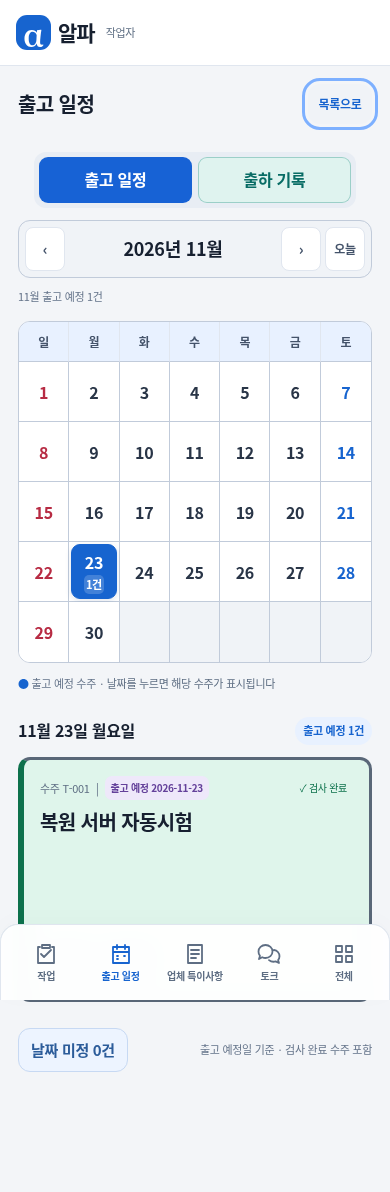 α 알파 작업자
출고 일정 목록으로
출고 일정 출하 기록
‹ 2026년 11월 › 오늘
11월 출고 예정 1건
일 월 화 수 목 금 토
1 2 3 4 5 6 7
8 9 10 11 12 13 14
15 16 17 18 19 20 21
22 23 24 25 26 27 28
1건
29 30
출고 예정 수주 · 날짜를 누르면 해당 수주가 표시됩니다
11월 23일 월요일 출고 예정 1건
수주 T-001 | 출고 예정 2026-11-23 ✓ 검사 완료
복원 서버 자동시험
작업 출고 일정 업체 특이사항 토크 전체
날짜 미정 0건 출고 예정일 기준 · 검사 완료 수주 포함